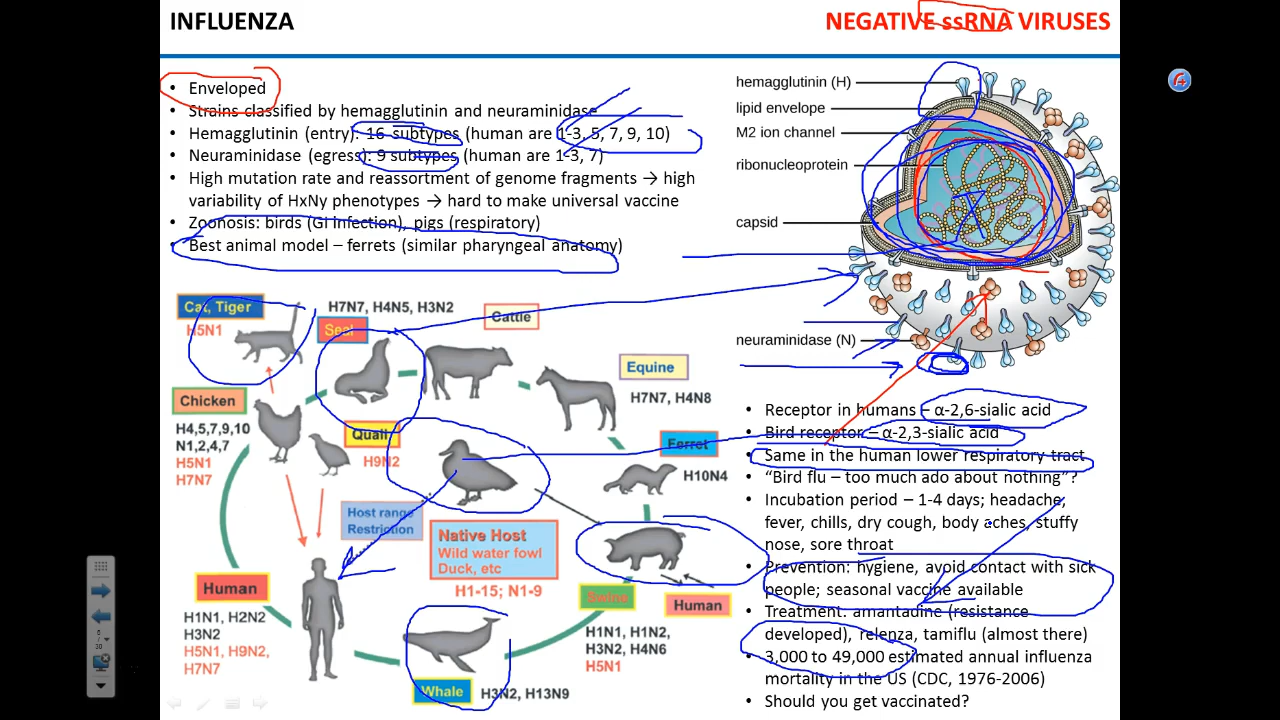 INFLUENZA
NEGATIVE ssRNA VIRUSES
• Enveloped
• Strains classified by hemagglutinin and neuraminidase
• Hemagglutinin (entry): 16 subtypes (human are 1-3, 5, 7, 9, 10)
• Neuraminidase (egress): 9 subtypes (human are 1-3, 7)
• High mutation rate and reassortment of genome fragments → high
variability of HxNy phenotypes → hard to make universal vaccine
• Zoonosis: birds (GI infection), pigs (respiratory)
• Best animal model – ferrets (similar pharyngeal anatomy)
hemagglutinin (H)
lipid envelope
M2 ion channel
ribonucleoprotein
capsid
neuraminidase (N)
Cat, Tiger
H5N1
Seal
H7N7, H4N5, H3N2
Cattle
Equine
H7N7, H4N8
Chicken
H4,5,7,9,10
N1,2,4,7
H5N1
H7N7
Quail
H9N2
Ferret
H10N4
Host range
Restriction
Native Host
Wild water fowl
Duck, etc
H1-15; N1-9
Swine
Human
H1N1, H1N2,
H3N2, H4N6
H5N1
Human
H1N1, H2N2
H3N2
H5N1, H9N2,
H7N7
Whale
H3N2, H13N9
• Receptor in humans – α-2,6-sialic acid
• Bird receptor – α-2,3-sialic acid
• Same in the human lower respiratory tract
• “Bird flu – too much ado about nothing”?
• Incubation period – 1-4 days; headache,
fever, chills, dry cough, body aches, stuffy
nose, sore throat
• Prevention: hygiene, avoid contact with sick
people; seasonal vaccine available
• Treatment: amantadine (resistance
developed), relenza, tamiflu (almost there)
• 3,000 to 49,000 estimated annual influenza
mortality in the US (CDC, 1976-2006)
• Should you get vaccinated?